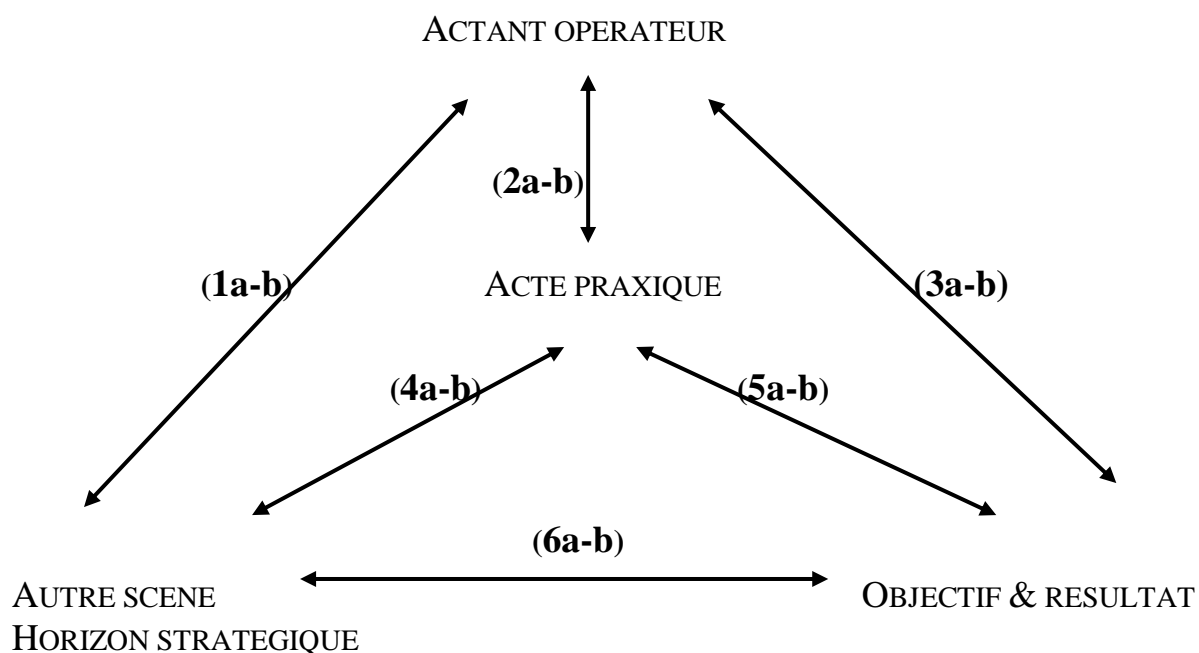 ACTANT OPERATEUR
(2a-b)
(1a-b)
ACTE PRAXIQUE
(3a-b)
(4a-b)
(5a-b)
(6a-b)
AUTRE SCENE
OBJECTIF & RESULTAT
HORIZON STRATEGIQUE